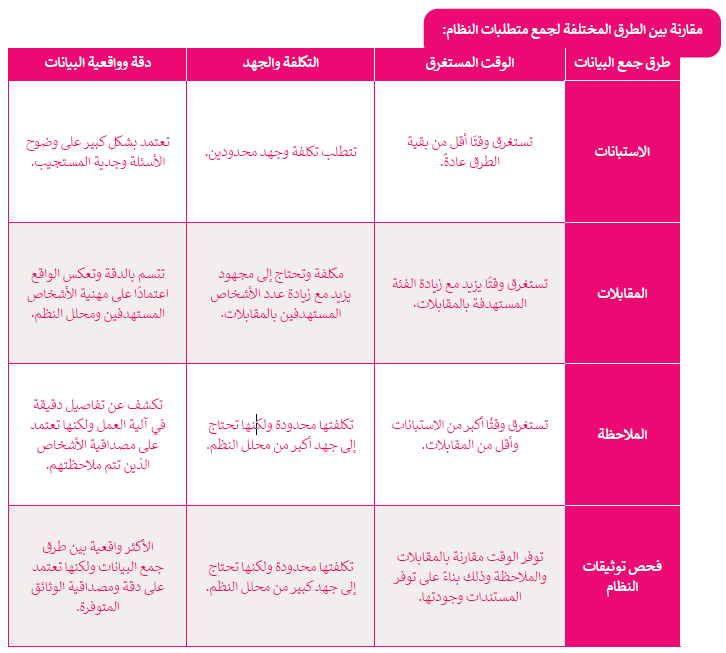 مقارنة بين الطرق المختلفة لجمع متطلبات النظام:
طرق جمع البيانات
الوقت المستغرق
التكلفة والجهد
دقة وواقعية البيانات
الاستبانات
تستغرق وقتًا أقل من بقية
الطرق عادةً.
تتطلب تكلفة وجهد محدودين.
تعتمد بشكل كبير على وضوح
الأسئلة وجدية المستجيب.
المقابلات
تستغرق وقتًا يزيد مع زيادة الفئة
المستهدفة بالمقابلات.
مكلفة وتحتاج إلى مجهود
يزيد مع زيادة عدد الأشخاص
المستهدفين بالمقابلات.
تتسم بالدقة وتعكس الواقع
اعتمادًا على مهنية الأشخاص
المستهدفين ومحلل النظم.
الملاحظة
تستغرق وقتًا أكبر من الاستبانات
وأقل من المقابلات.
تكلفتها محدودة ولكنها تحتاج
إلى جهد أكبر من محلل النظم.
تكشف عن تفاصيل دقيقة
في آلية العمل ولكنها تعتمد
على مصداقية الأشخاص
الذين تتم ملاحظتهم.
فحص توثيقات
النظام
توفر الوقت مقارنة بالمقابلات
والملاحظة وذلك بناءً على توفر
المستندات وجودتها.
تكلفتها محدودة ولكنها تحتاج
إلى جهد كبير من محلل النظم.
الأكثر واقعية بين طرق
جمع البيانات ولكنها تعتمد
على دقة ومصداقية الوثائق
المتوفرة.